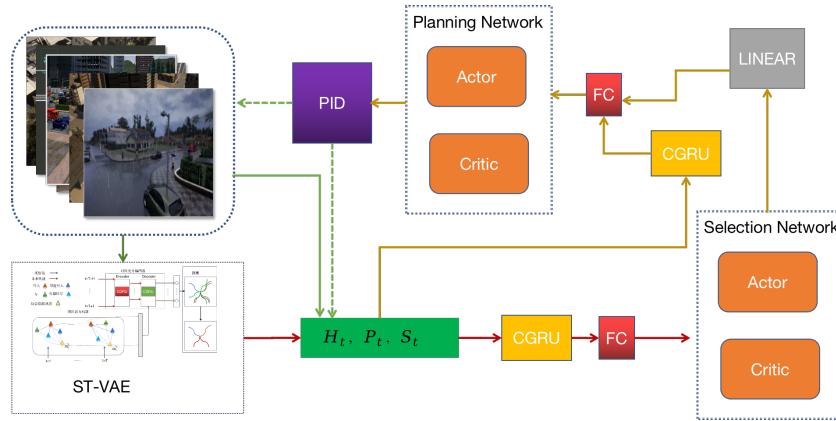 Planning Network
Actor
Critic
PID
FC
LINEAR
CGRU
Selection Network
Actor
Critic
Encoder
Decoder
ST-VAE
H_t, P_t, S_t
CGRU
FC